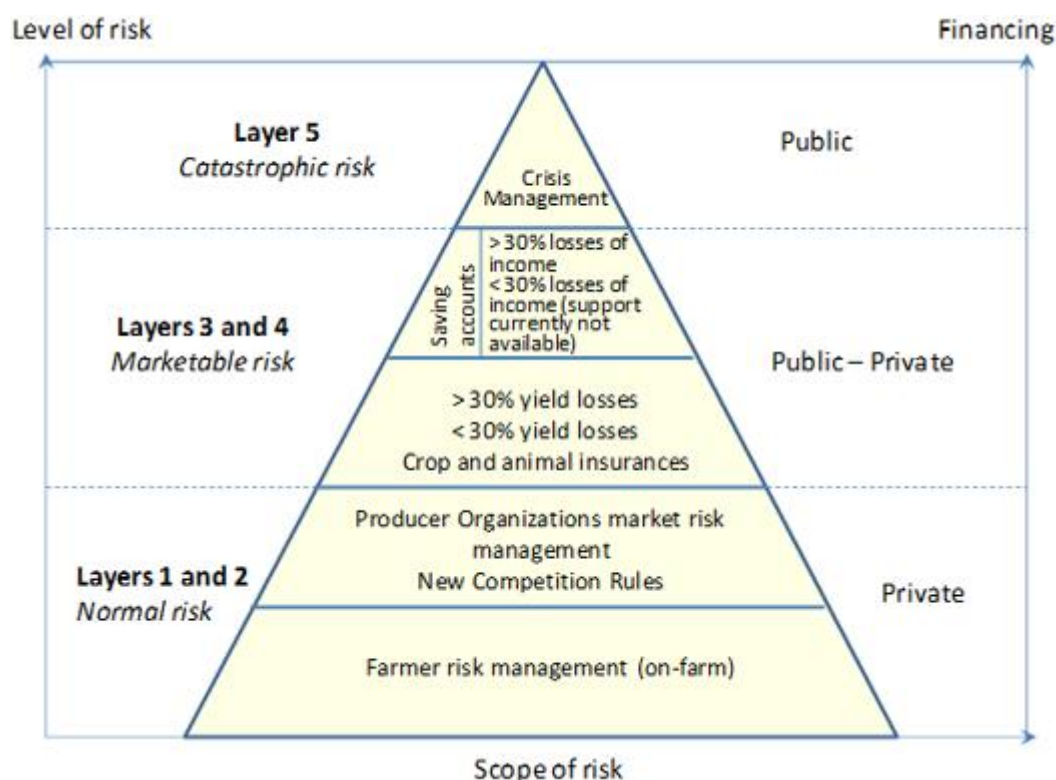 Level of risk
Financing
Layer 5
Catastrophic risk
Crisis
Management
Public
Layers 3 and 4
Marketable risk
Saving
accounts
> 30% losses of
income
< 30% losses of
income (support
currently not
available)
Public – Private
> 30% yield losses
< 30% yield losses
Crop and animal insurances
Layers 1 and 2
Normal risk
Producer Organizations market risk
management
New Competition Rules
Private
Farmer risk management (on-farm)
Scope of risk